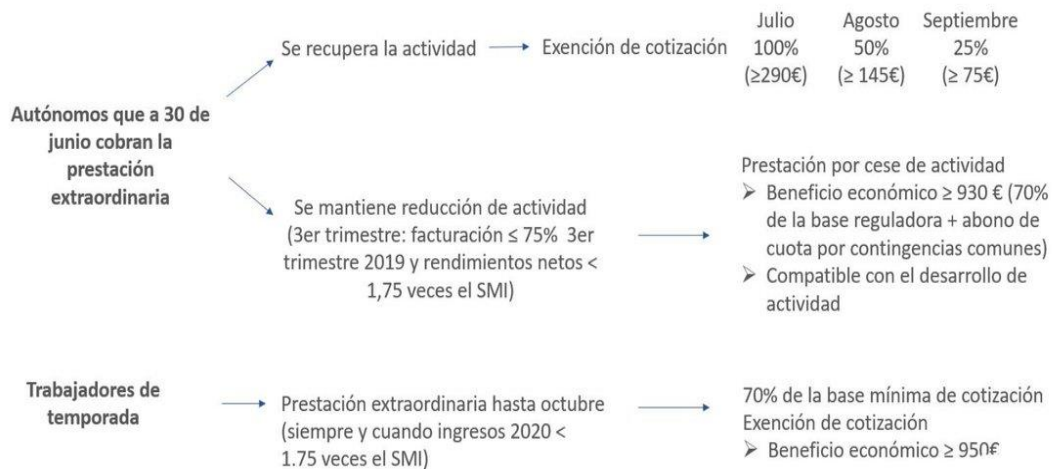 Julio Agosto Septiembre
Se recupera la actividad Exención de cotización 100% 50% 25%
(≥290€) (≥ 145€) (≥ 75€)
Autónomos que a 30 de
junio cobran la
prestación
extraordinaria
Se mantiene reducción de actividad
(3er trimestre: facturación ≤ 75% 3er
trimestre 2019 y rendimientos netos <
1,75 veces el SMI)
Prestación por cese de actividad
➢ Beneficio económico ≥ 930 € (70%
de la base reguladora + abono de
cuota por contingencias comunes)
➢ Compatible con el desarrollo de
actividad
Trabajadores de
temporada
Prestación extraordinaria hasta octubre
(siempre y cuando ingresos 2020 <
1.75 veces el SMI)
70% de la base mínima de cotización
Exención de cotización
➢ Beneficio económico ≥ 950€